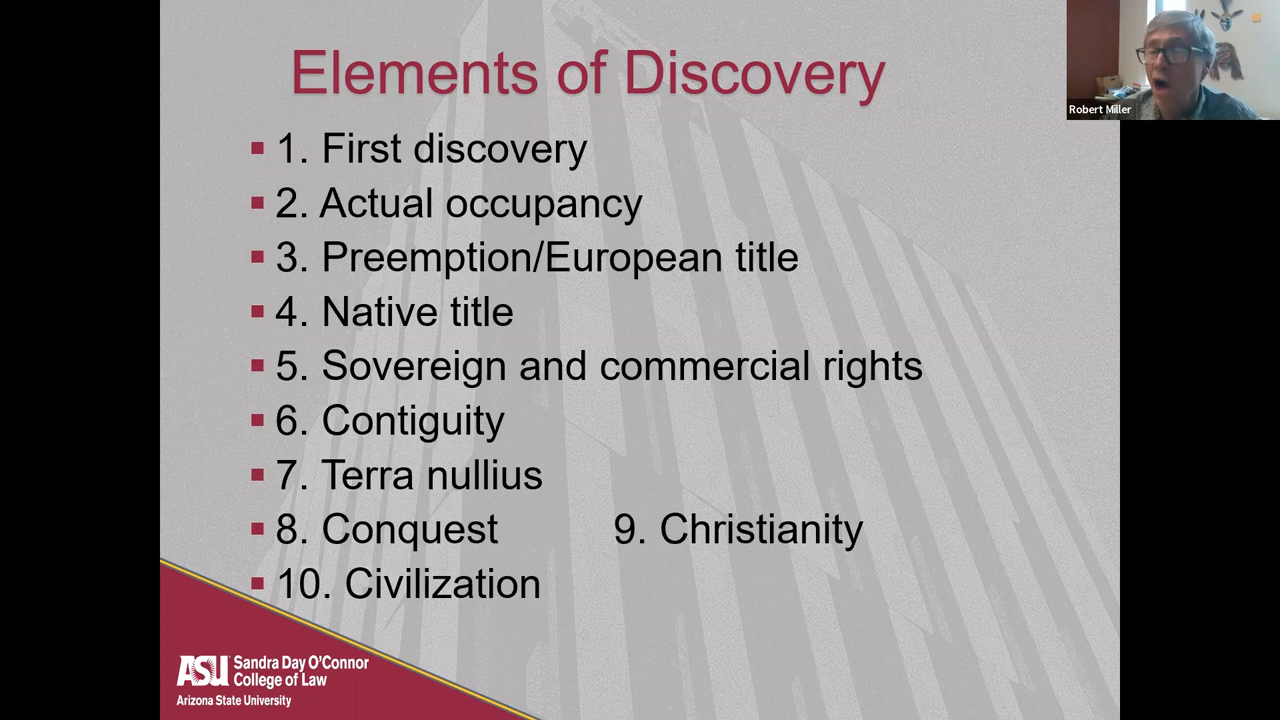 Elements of Discovery
1. First discovery
2. Actual occupancy
3. Preemption/European title
4. Native title
5. Sovereign and commercial rights
6. Contiguity
7. Terra nullius
8. Conquest 9. Christianity
10. Civilization
ASU Sandra Day O'Connor
College of Law
Arizona State University
Robert Miller